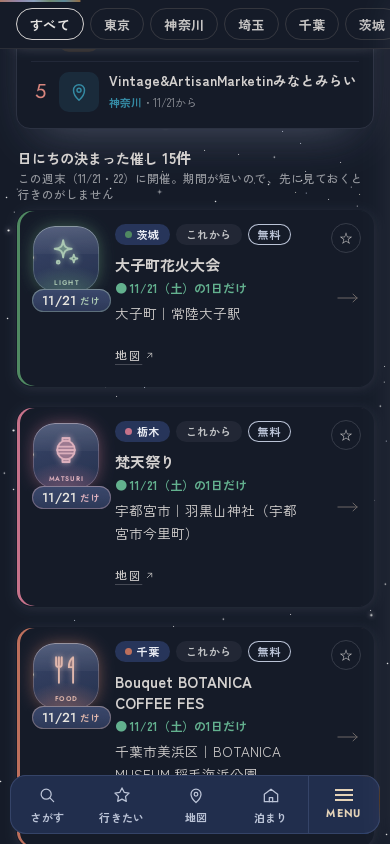 すべて 東京 神奈川 埼玉 千葉 茨城
5 Vintage&ArtisanMarketinみなとみらい
神奈川・11/21から
日にちの決まった催し 15件
この週末（11/21・22）に開催。期間が短いので、先に見ておくと
行きのがしません
茨城 これから 無料
LIGHT
11/21 だけ
大子町花火大会
11/21（土）の1日だけ
大子町｜常陸大子駅
地図 ↗
栃木 これから 無料
MATSURI
11/21 だけ
梵天祭り
11/21（土）の1日だけ
宇都宮市｜羽黒山神社（宇都
宮市今里町）
地図 ↗
千葉 これから 無料
FOOD
11/21 だけ
Bouquet BOTANICA
COFFEE FES
11/21（土）の1日だけ
千葉市美浜区｜BOTANICA
MUSEUM 稲毛海浜公園
さがす 行きたい 地図 泊まり MENU